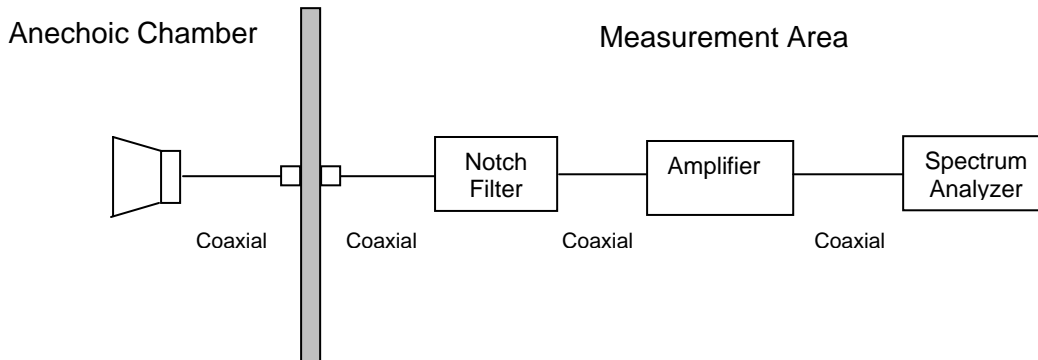 Anechoic Chamber
Measurement Area
Notch
Filter
Amplifier
Spectrum
Analyzer
Coaxial
Coaxial
Coaxial
Coaxial